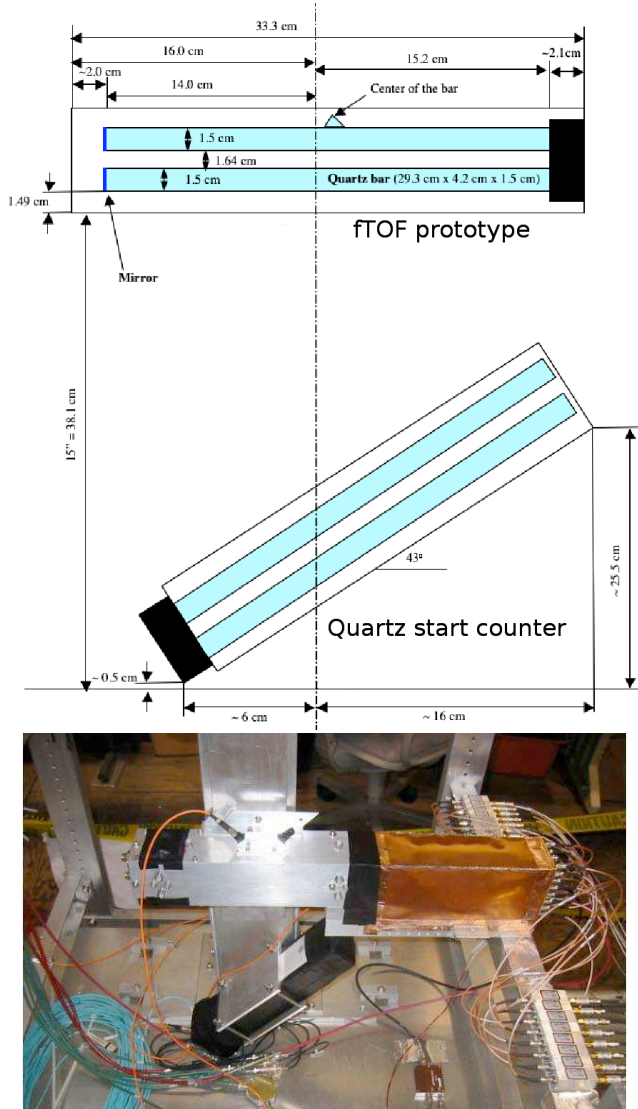 33.3 cm
16.0 cm
~2.1cm
~2.0 cm
15.2 cm
14.0 cm
Center of the bar
1.5 cm
1.64 cm
1.5 cm
Quartz bar (29.3 cm x 4.2 cm x 1.5 cm)
1.49 cm
fTOF prototype
Mirror
15" = 38.1 cm
43º
~ 25.5 cm
Quartz start counter
~ 0.5 cm
~ 6 cm
~ 16 cm